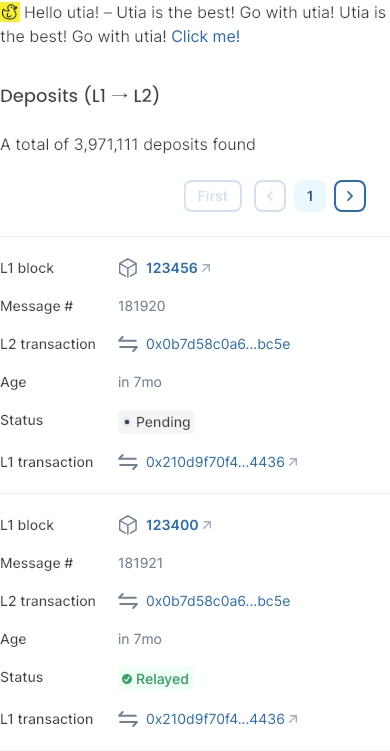 Hello utia! – Utia is the best! Go with utia! Utia is
the best! Go with utia! Click me!
Deposits (L1 → L2)
A total of 3,971,111 deposits found
First 1
L1 block 123456
Message # 181920
L2 transaction 0x0b7d58c0a6...bc5e
Age in 7mo
Status Pending
L1 transaction 0x210d9f70f4...4436
L1 block 123400
Message # 181921
L2 transaction 0x0b7d58c0a6...bc5e
Age in 7mo
Status Relayed
L1 transaction 0x210d9f70f4...4436